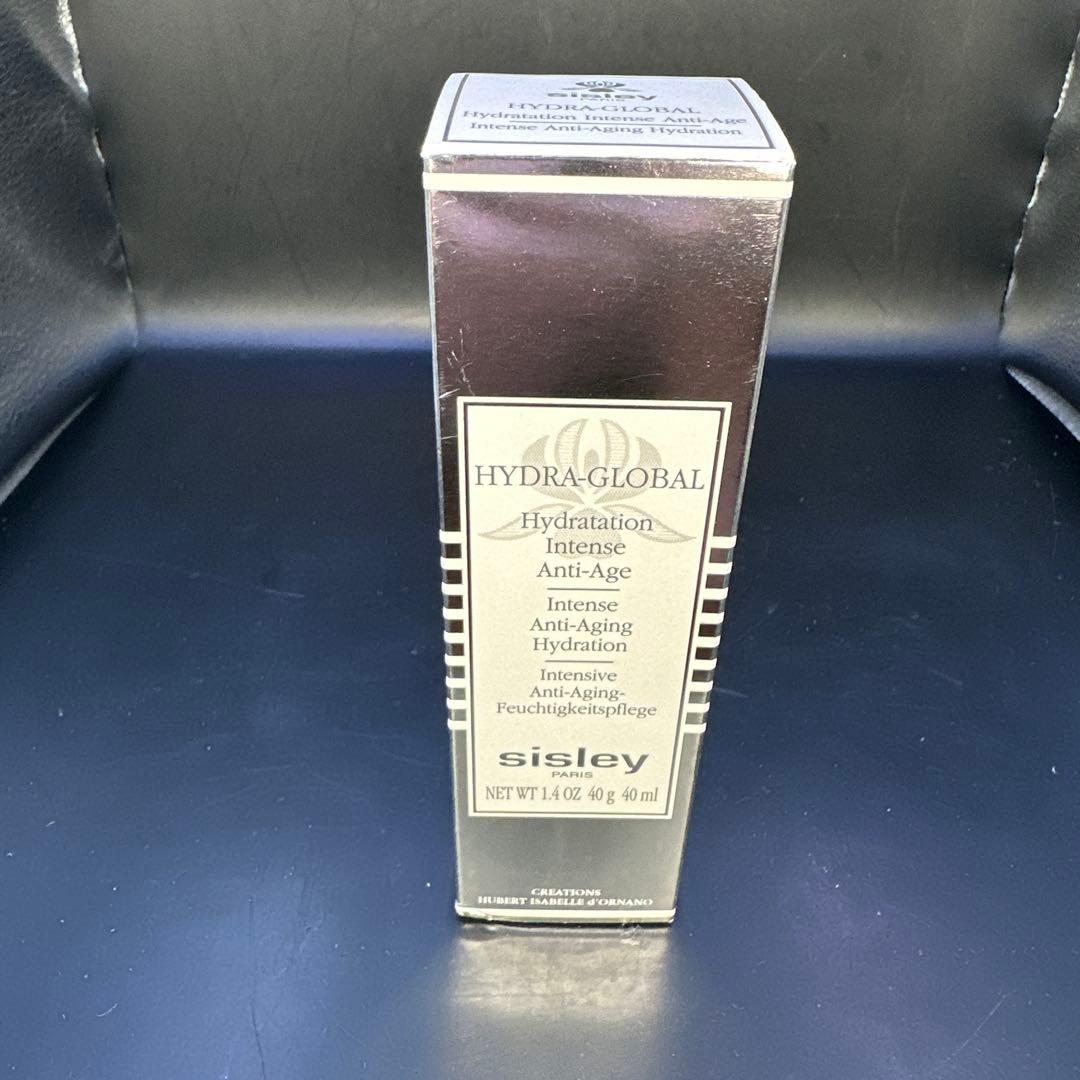 sisley
PARIS
HYDRA-GLOBAL
Hydratation Intense Anti-Age
Intense Anti-Aging Hydration
HYDRA-GLOBAL
Hydratation
Intense
Anti-Age
Intense
Anti-Aging
Hydration
Intensive
Anti-Aging-
Feuchtigkeitspflege
sisley
PARIS
NET WT 1.4 OZ 40 g 40 ml
CREATIONS
HUBERT ISABELLE d'ORNANO